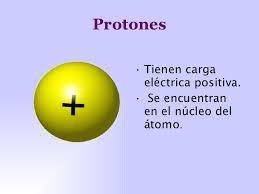 Protones
+
· Tienen carga
eléctrica positiva.
· Se encuentran
en el núcleo del
átomo.